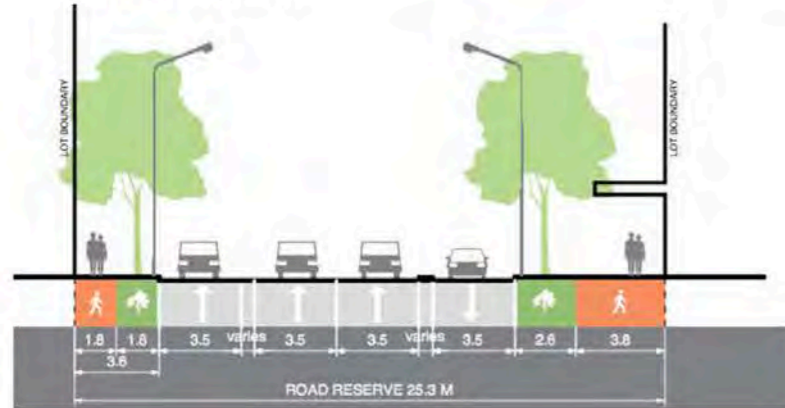 LOT BOUNDARY
LOT BOUNDARY
1.8 1.8 3.5 varies 3.5 3.5 varies 3.5 2.6 3.8
3.6
ROAD RESERVE 25.3 M